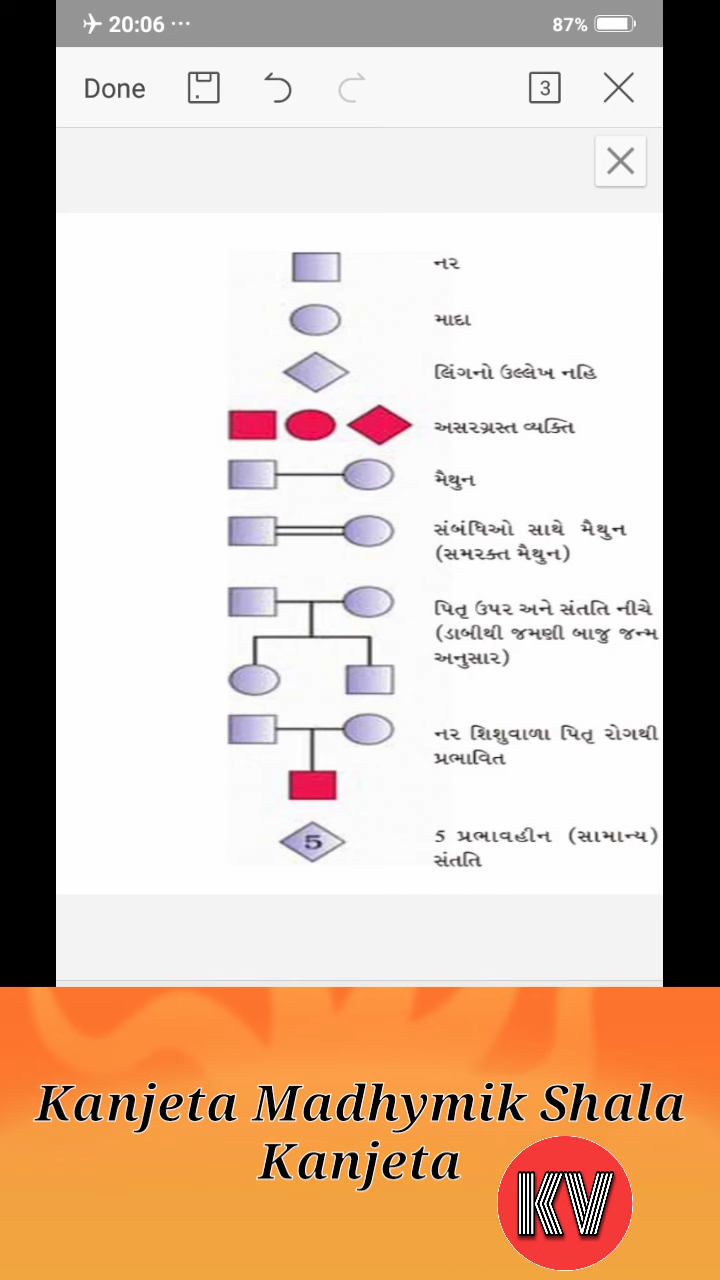 20:06 ...
87%
Done
3
નર
માદા
લિંગનો ઉલ્લેખ નહિ
અસરગ્રસ્ત વ્યક્તિ
મૈથુન
સંબંધિઓ સાથે મૈથુન
(સમરક્ત મૈથુન)
પિતૃ ઉપર અને સંતતિ નીચે
(ડાબીથી જમણી બાજુ જન્મ
અનુસાર)
નર શિશુવાળા પિતૃ રોગથી
પ્રભાવિત
5
5 પ્રભાવહીન (સામાન્ય)
સંતતિ
Kanjeta Madhymik Shala
Kanjeta
KV